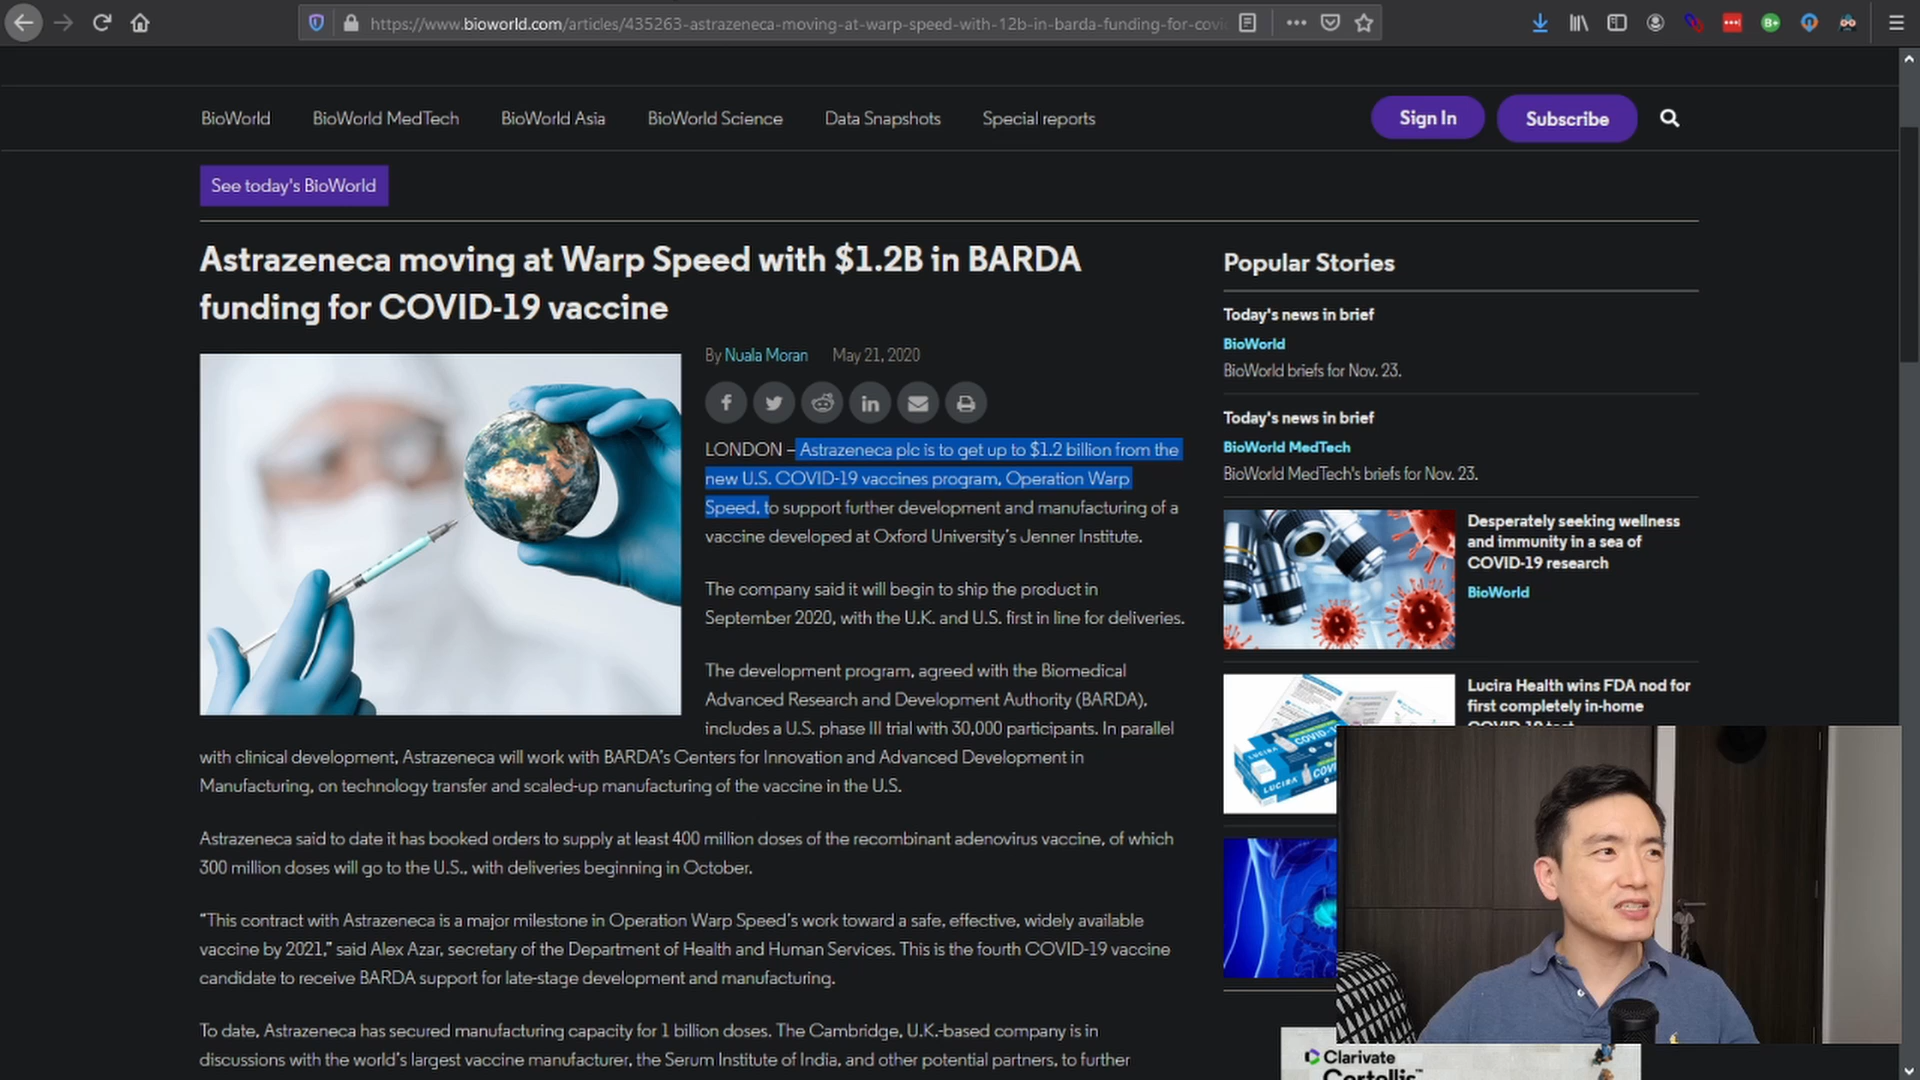 https://www.bioworld.com/articles/435263-astrazeneca-moving-at-warp-speed-with-12b-in-barda-funding-for-covi
BioWorld BioWorld MedTech BioWorld Asia BioWorld Science Data Snapshots Special reports Sign In Subscribe
See today's BioWorld
Astrazeneca moving at Warp Speed with $1.2B in BARDA
funding for COVID-19 vaccine
By Nuala Moran May 21, 2020
LONDON – Astrazeneca plc is to get up to $1.2 billion from the
new U.S. COVID-19 vaccines program, Operation Warp
Speed, to support further development and manufacturing of a
vaccine developed at Oxford University's Jenner Institute.
The company said it will begin to ship the product in
September 2020, with the U.K. and U.S. first in line for deliveries.
The development program, agreed with the Biomedical
Advanced Research and Development Authority (BARDA),
includes a U.S. phase III trial with 30,000 participants. In parallel
with clinical development, Astrazeneca will work with BARDA's Centers for Innovation and Advanced Development in
Manufacturing, on technology transfer and scaled-up manufacturing of the vaccine in the U.S.
Astrazeneca said to date it has booked orders to supply at least 400 million doses of the recombinant adenovirus vaccine, of which
300 million doses will go to the U.S., with deliveries beginning in October.
“This contract with Astrazeneca is a major milestone in Operation Warp Speed's work toward a safe, effective, widely available
vaccine by 2021,” said Alex Azar, secretary of the Department of Health and Human Services. This is the fourth COVID-19 vaccine
candidate to receive BARDA support for late-stage development and manufacturing.
To date, Astrazeneca has secured manufacturing capacity for 1 billion doses. The Cambridge, U.K.-based company is in
discussions with the world's largest vaccine manufacturer, the Serum Institute of India, and other potential partners, to further
Popular Stories
Today's news in brief
BioWorld
BioWorld briefs for Nov. 23.
Today's news in brief
BioWorld MedTech
BioWorld MedTech's briefs for Nov. 23.
Desperately seeking wellness
and immunity in a sea of
COVID-19 research
BioWorld
Lucira Health wins FDA nod for
first completely in-home
COVID-19 test
LUCIRA
Clarivate
Cortellis™